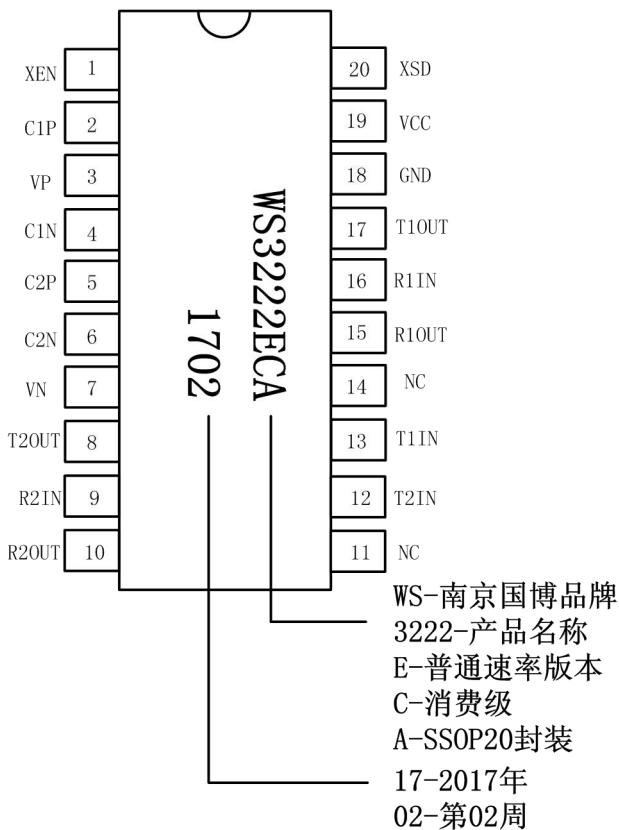 XEN 1 20 XSD
C1P 2 19 VCC
VP 3 18 GND
C1N 4 17 T1OUT
C2P 5 16 R1IN
C2N 6 15 R1OUT
VN 7 14 NC
T2OUT 8 13 T1IN
R2IN 9 12 T2IN
R2OUT 10 11 NC
WS3222ECA
1702
WS-南京国博品牌
3222-产品名称
E-普通速率版本
C-消费级
A-SSOP20封装
17-2017年
02-第02周